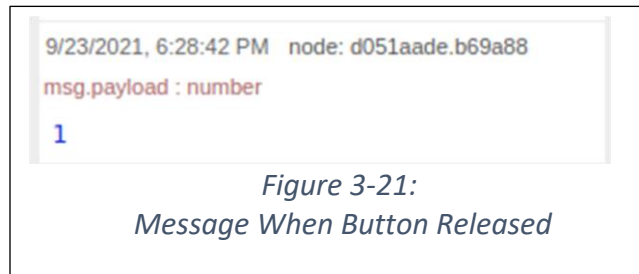 9/23/2021, 6:28:42 PM node: d051aade.b69a88
msg.payload : number
1
Figure 3-21:
Message When Button Released